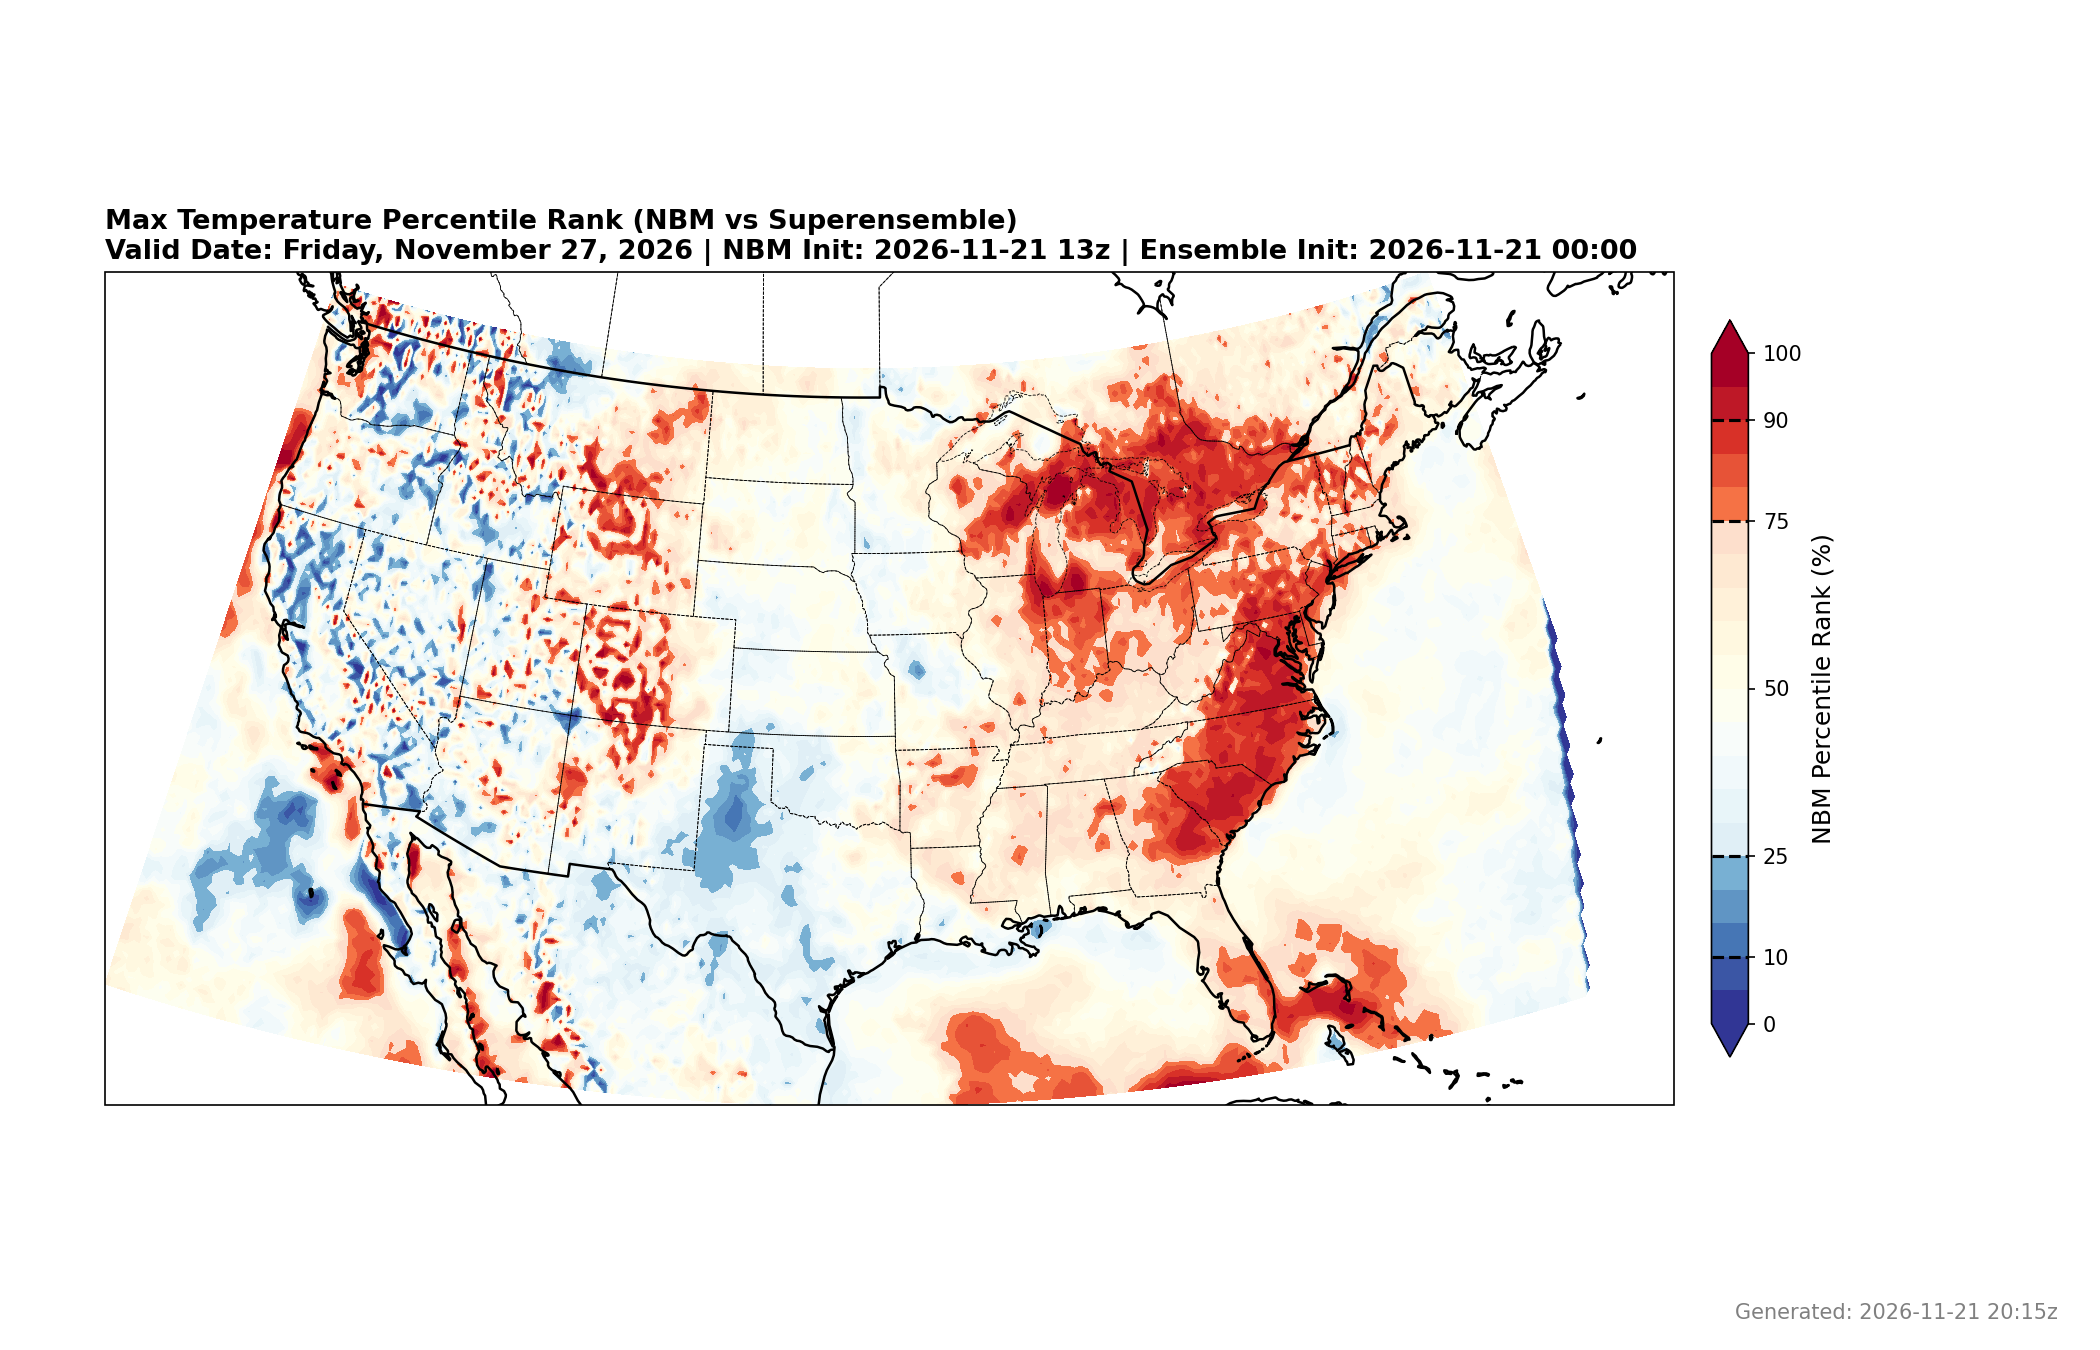 Max Temperature Percentile Rank (NBM vs Superensemble)
Valid Date: Friday, November 27, 2026 | NBM Init: 2026-11-21 13z | Ensemble Init: 2026-11-21 00:00
100
90
75
50
25
10
0
NBM Percentile Rank (%)
Generated: 2026-11-21 20:15z